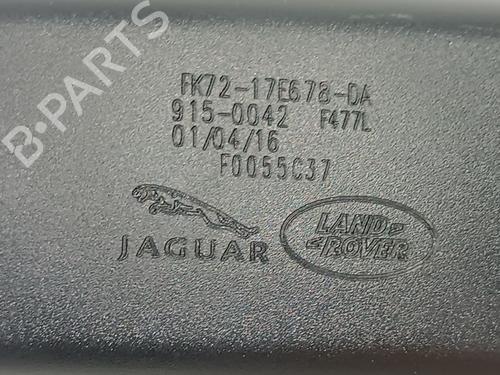 B·PARTS
FK72-17E678-DA
915-0042 F477L
01/04/16
F0055C37
JAGUAR
LAND
ROVER